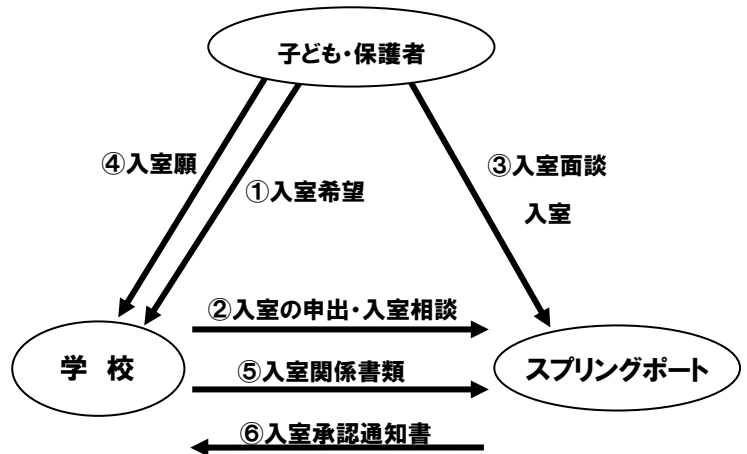 子ども・保護者
④入室願
①入室希望
③入室面談
入室
②入室の申出・入室相談
学 校
⑤入室関係書類
スプリングポート
⑥入室承認通知書